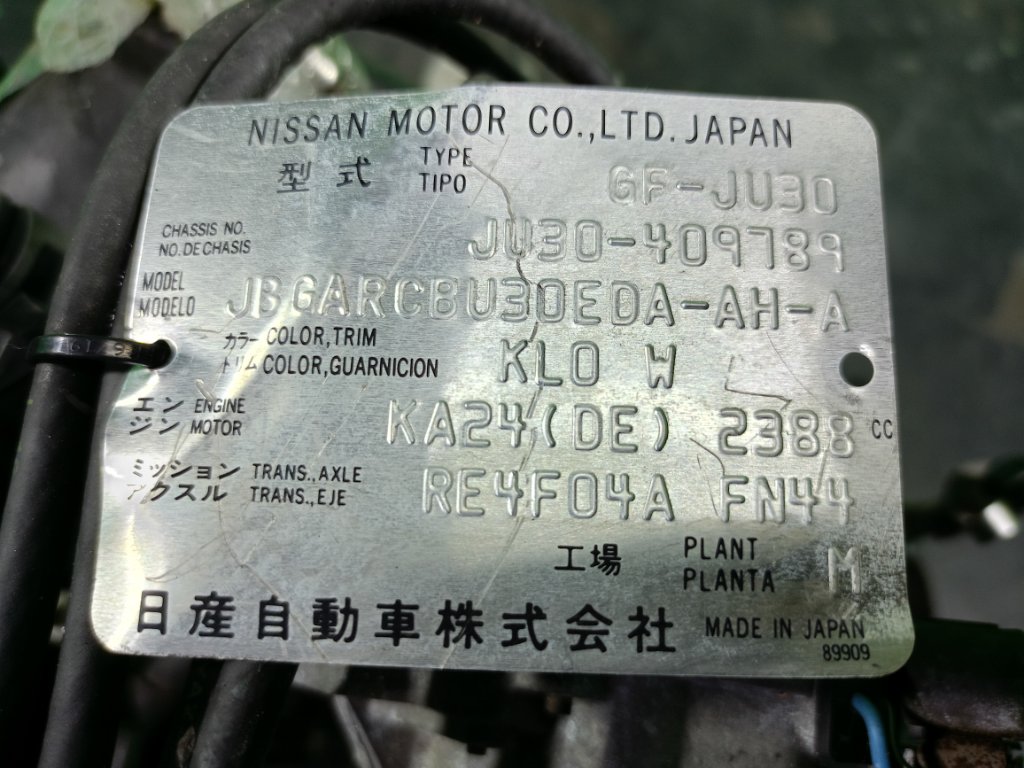 NISSAN MOTOR CO.,LTD. JAPAN
型式 TYPE TIPO GF-JU30
CHASSIS NO. NO. DE CHASIS JU30-409789
MODEL MODELO JBGARCBU30EDA-AH-A
カラー COLOR,TRIM
トリム COLOR,GUARNICION KL0 W
エンジン ENGINE MOTOR KA24(DE) 2388 CC
ミッション TRANS.,AXLE
アクスル TRANS.,EJE RE4F04A FN44
工場 PLANT PLANTA M
日産自動車株式会社 MADE IN JAPAN
89909